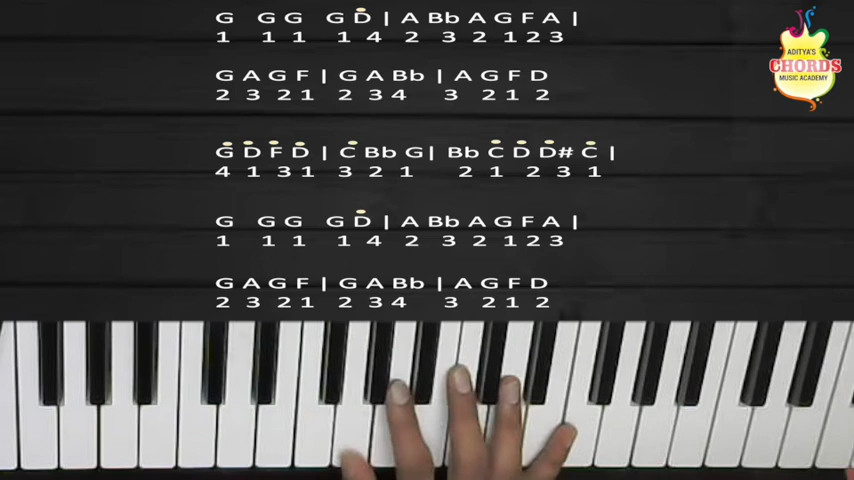 G GG GḊ | A Bb A G F A |
1 1 1 1 4 2 3 2 1 2 3
G A G F | G A Bb | A G F D
2 3 2 1 2 3 4 3 2 1 2
Ġ Ḋ Ḟ Ḋ | Ċ Bb G | Bb Ċ Ḋ Ḋ# Ċ |
4 1 3 1 3 2 1 2 1 2 3 1
G GG GḊ | A Bb A G F A |
1 1 1 1 4 2 3 2 1 2 3
G A G F | G A Bb | A G F D
2 3 2 1 2 3 4 3 2 1 2
ADITYA'S
CHORDS
MUSIC ACADEMY